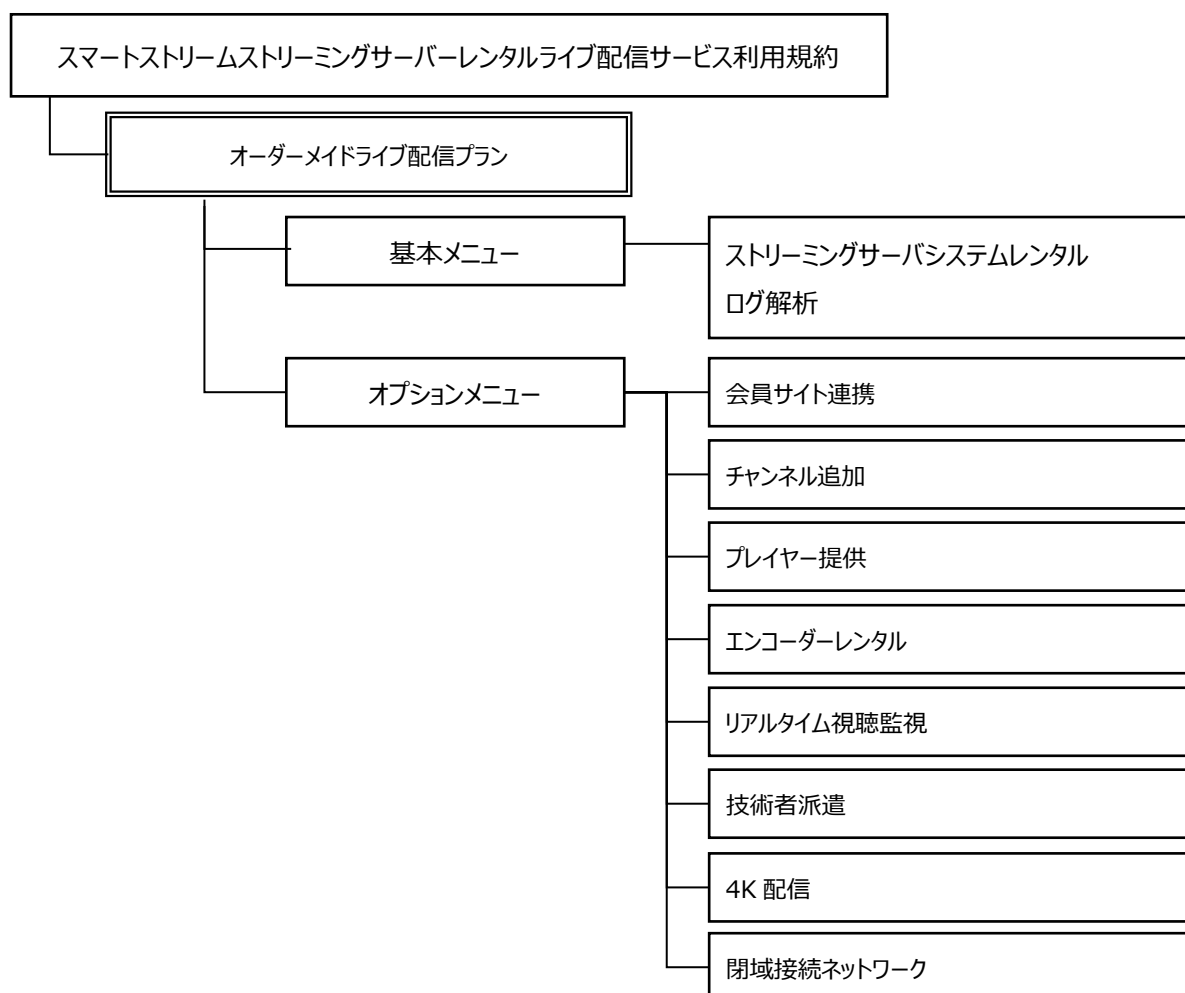 スマートストリームストリーミングサーバーレンタルライブ配信サービス利用規約
オーダーメイドライブ配信プラン
基本メニュー
ストリーミングサーバシステムレンタル
ログ解析
オプションメニュー
会員サイト連携
チャンネル追加
プレイヤー提供
エンコーダーレンタル
リアルタイム視聴監視
技術者派遣
4K 配信
閉域接続ネットワーク